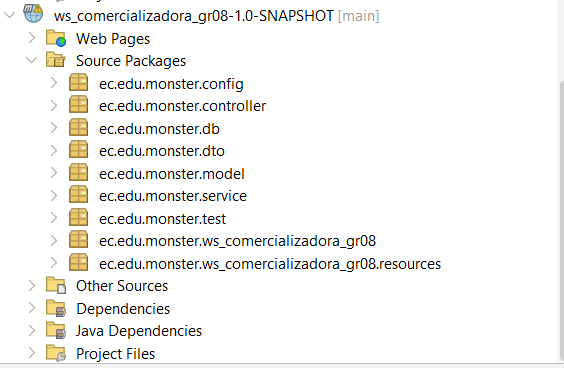 ws_comercializadora_gr08-1.0-SNAPSHOT [main]
Web Pages
Source Packages
ec.edu.monster.config
ec.edu.monster.controller
ec.edu.monster.db
ec.edu.monster.dto
ec.edu.monster.model
ec.edu.monster.service
ec.edu.monster.test
ec.edu.monster.ws_comercializadora_gr08
ec.edu.monster.ws_comercializadora_gr08.resources
Other Sources
Dependencies
Java Dependencies
Project Files